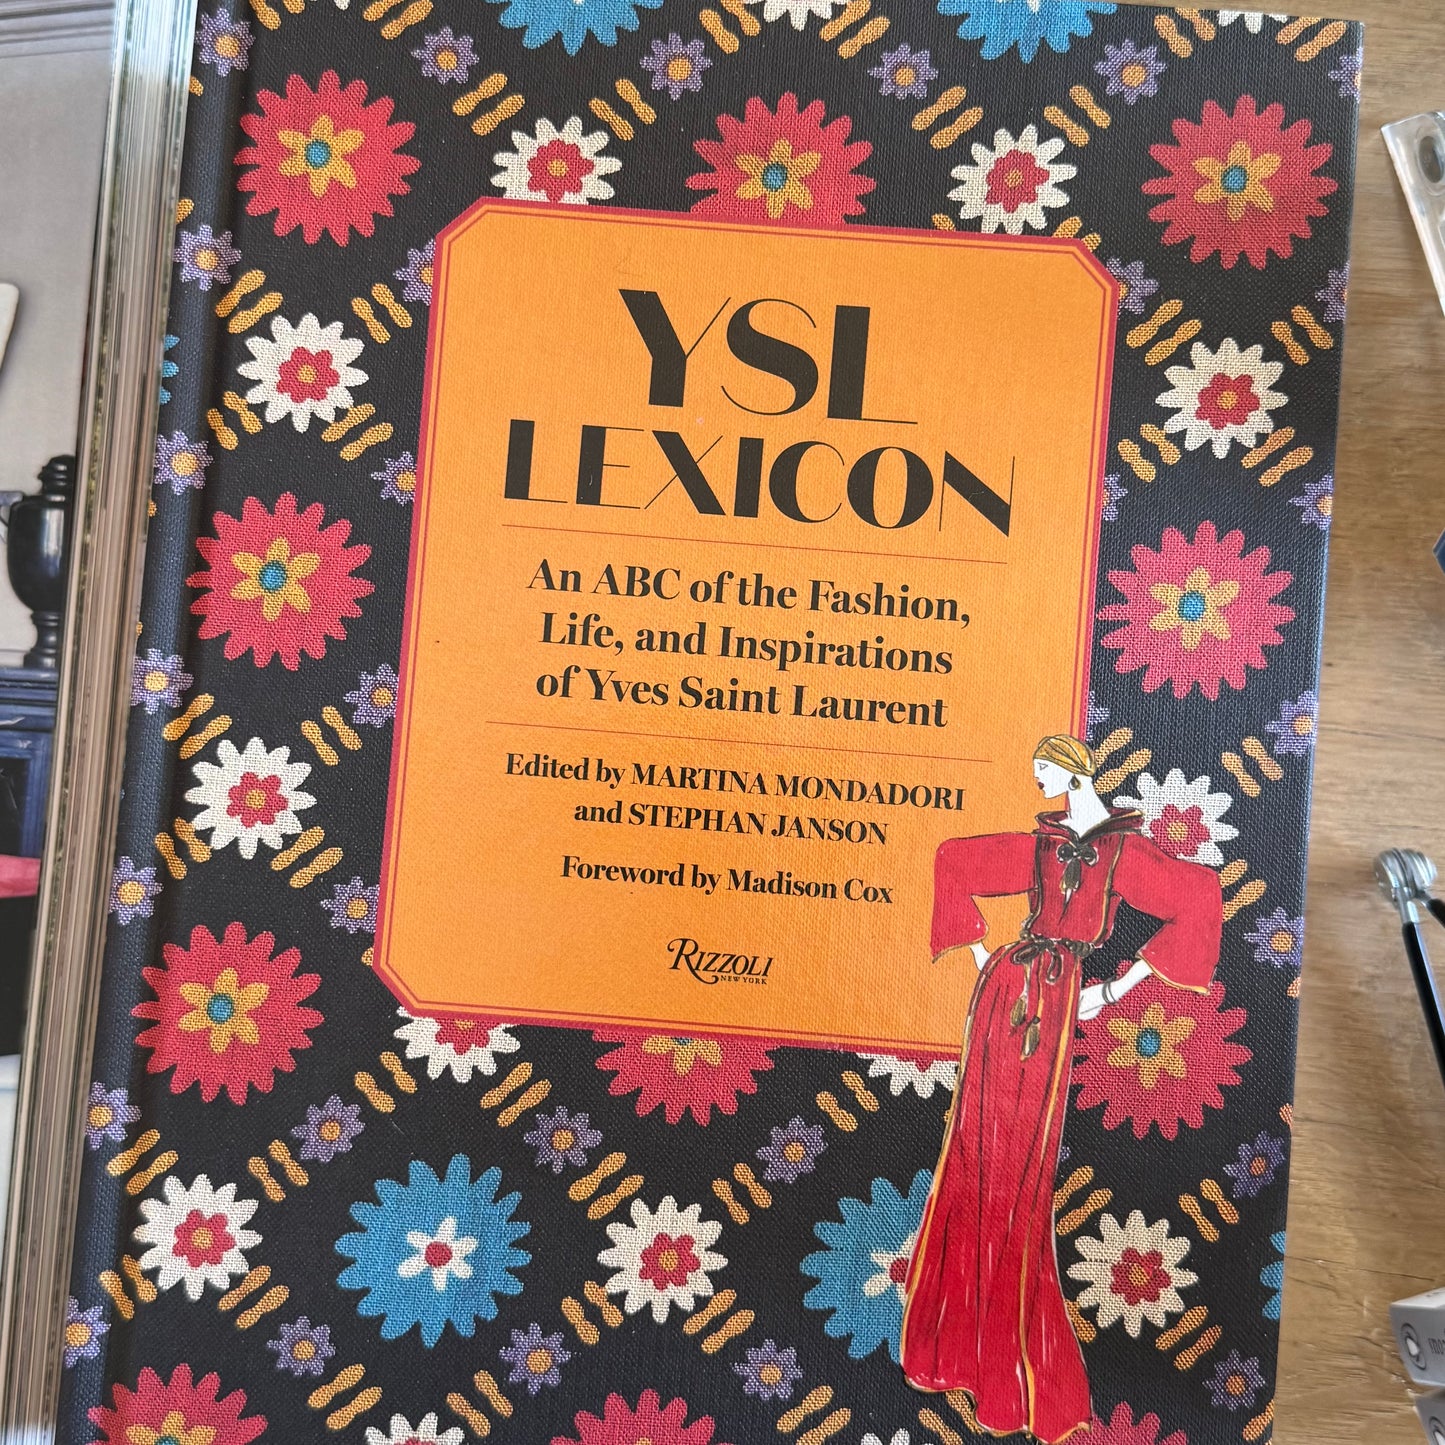 YSL
LEXICON
An ABC of the Fashion,
Life, and Inspirations
of Yves Saint Laurent
Edited by MARTINA MONDADORI
and STEPHAN JANSON
Foreword by Madison Cox
RIZZOLI
NEW YORK